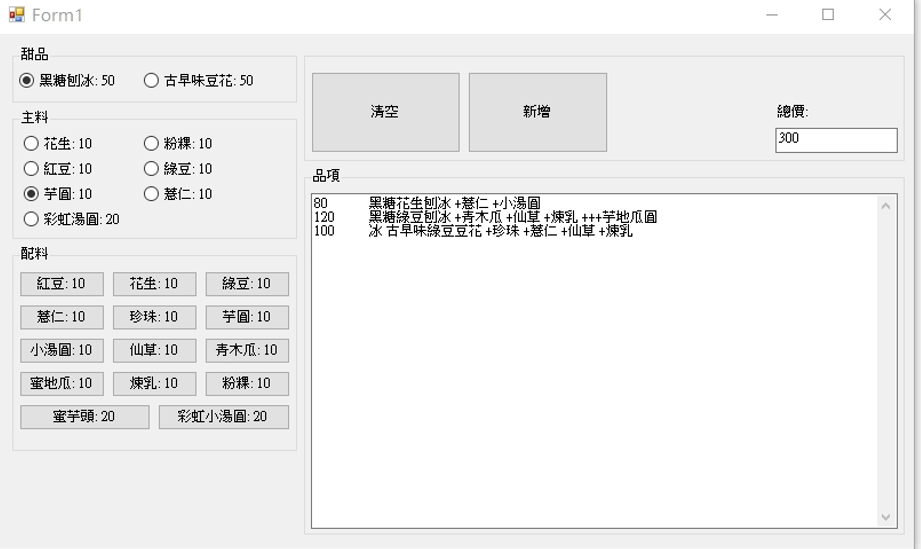 Form1
甜品
黑糖刨冰: 50 古早味豆花: 50
主料
花生: 10 粉粿: 10
紅豆: 10 綠豆: 10
芋圓: 10 薏仁: 10
彩虹湯圓: 20
配料
紅豆: 10 花生: 10 綠豆: 10
薏仁: 10 珍珠: 10 芋圓: 10
小湯圓: 10 仙草: 10 青木瓜: 10
蜜地瓜: 10 煉乳: 10 粉粿: 10
蜜芋頭: 20 彩虹小湯圓: 20
清空 新增
總價:
300
品項
80 黑糖花生刨冰 +薏仁 +小湯圓
120 黑糖綠豆刨冰 +青木瓜 +仙草 +煉乳 +++芋地瓜圓
100 冰 古早味綠豆豆花 +珍珠 +薏仁 +仙草 +煉乳